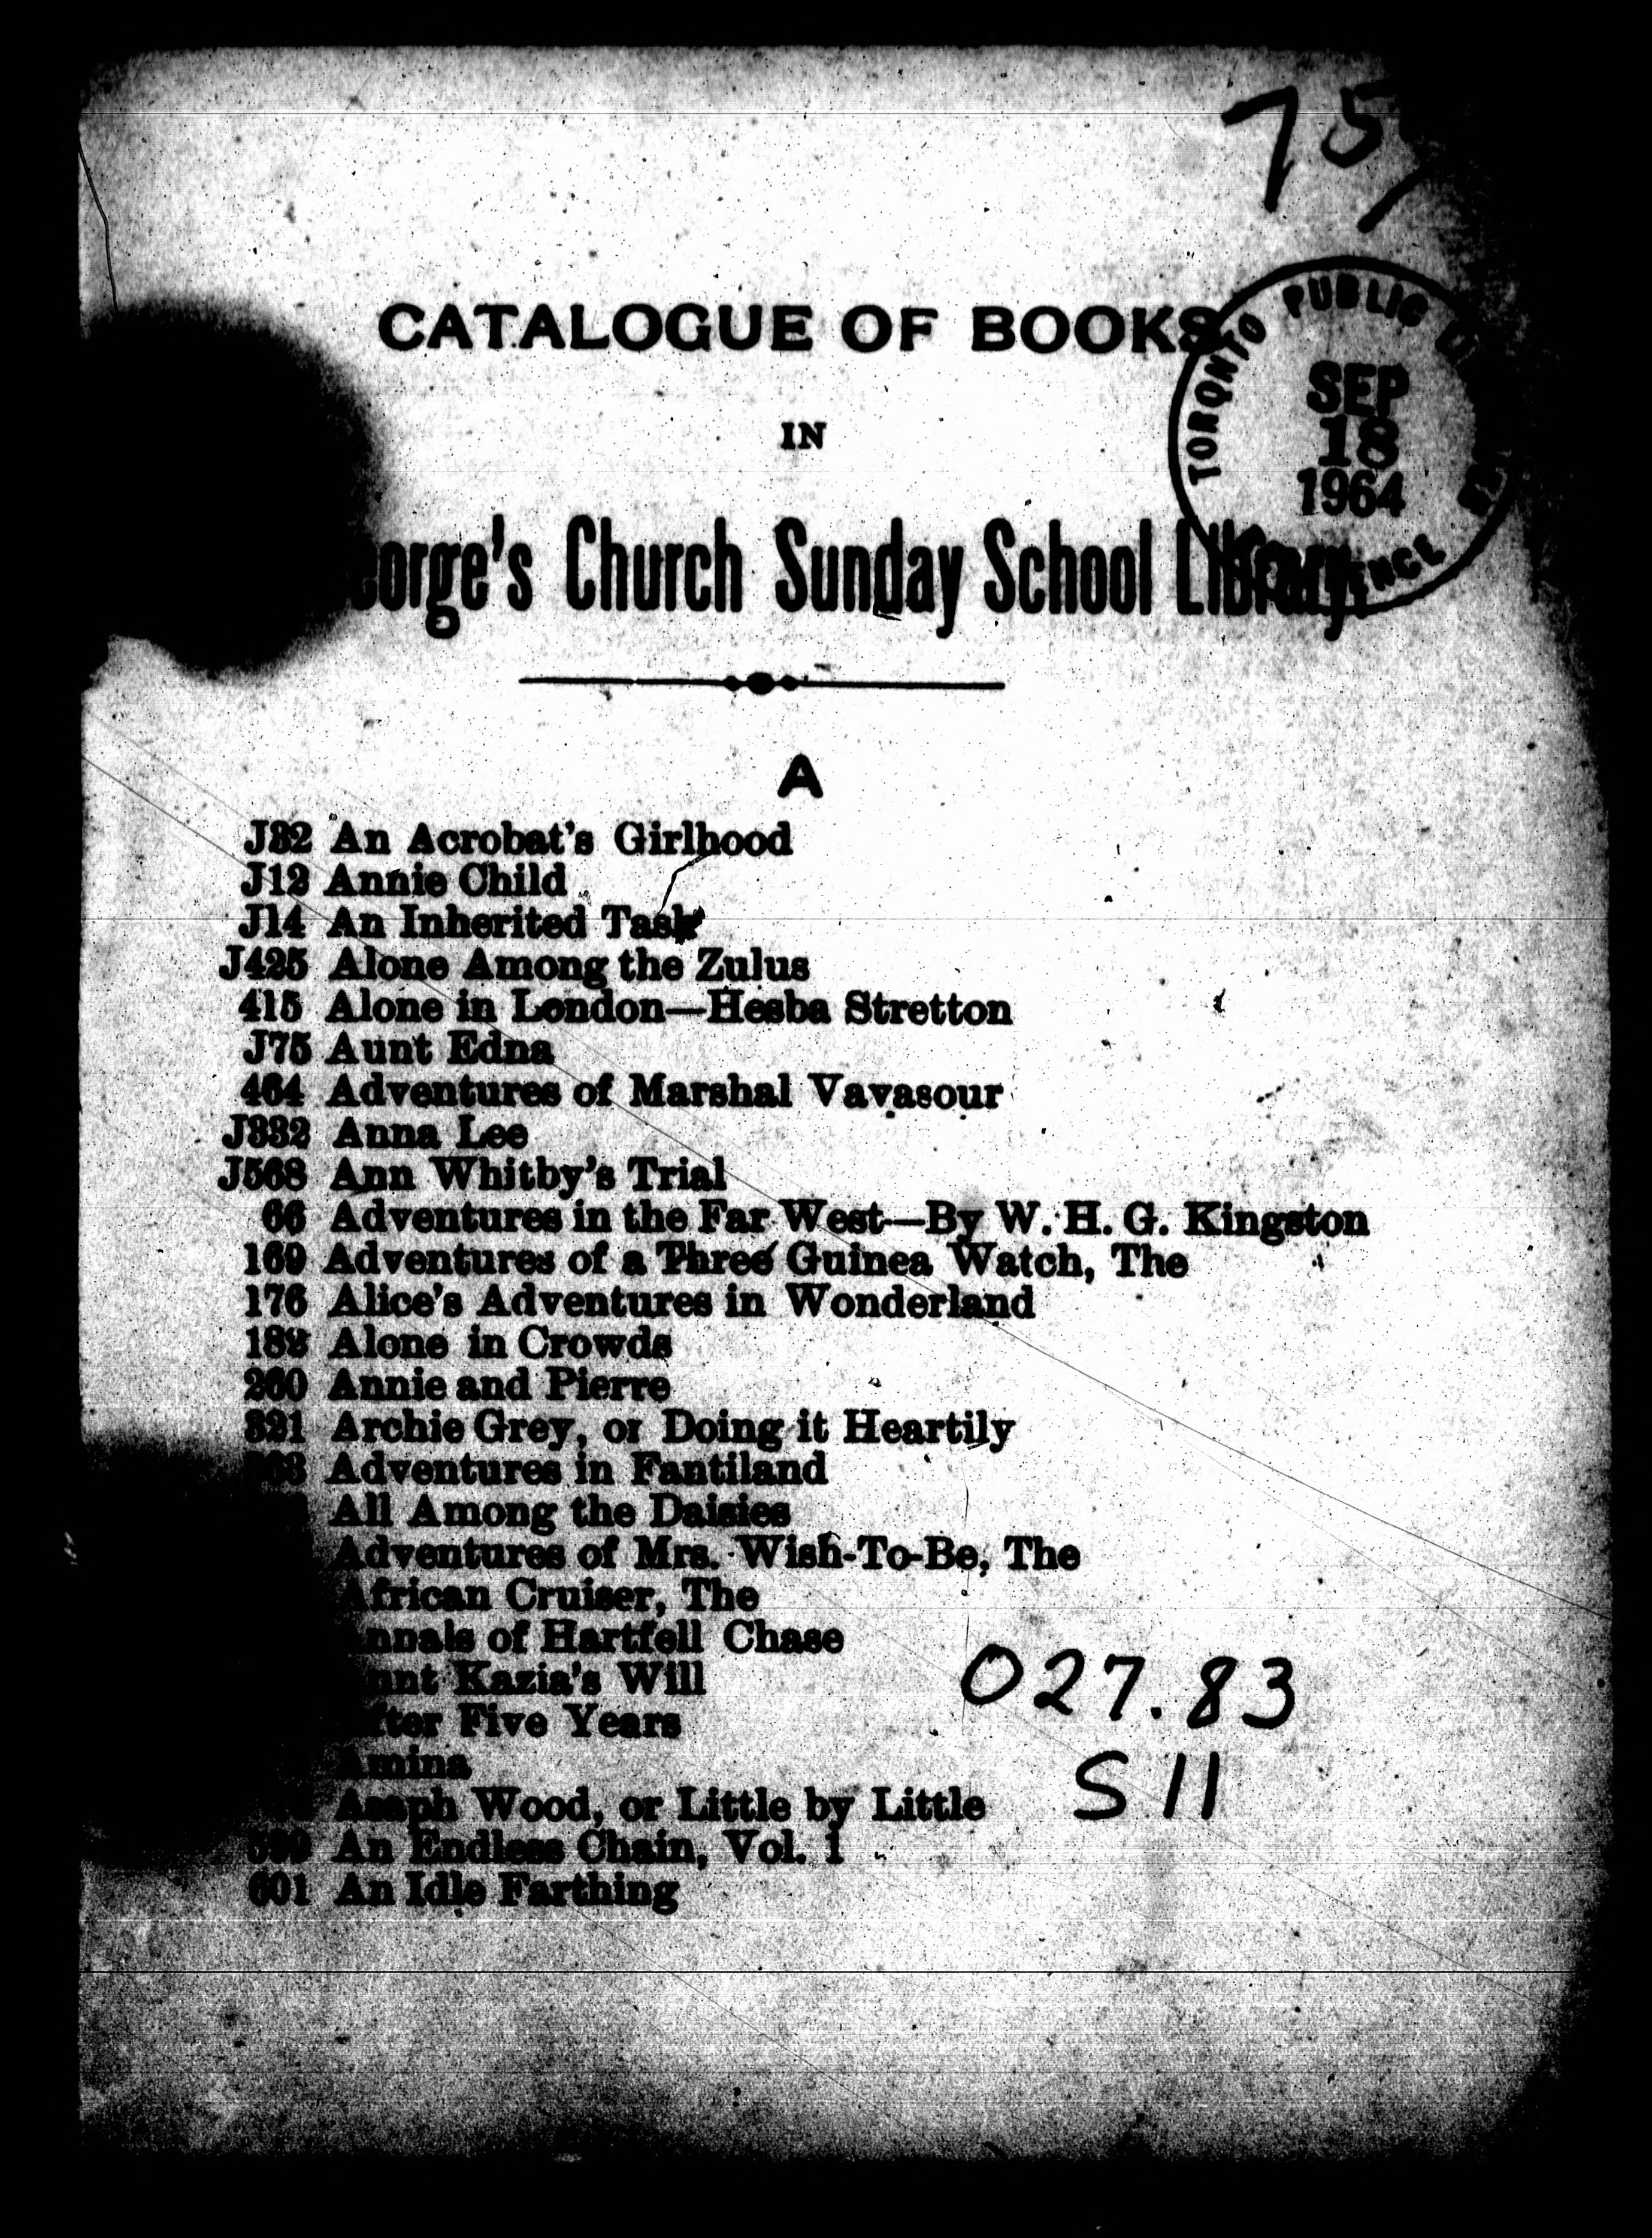 75
CATALOGUE OF BOOKS
TORONTO PUBLIC
SEP
18
1964
IN
eorge's Church Sunday School Library.
A
J32 An Acrobat's Girlhood
J12 Annie Child
J14 An Inherited Task
J425 Alone Among the Zulus
415 Alone in London—Hesba Stretton
J75 Aunt Edna
464 Adventures of Marshal Vavasour
J332 Anna Lee
J568 Ann Whitby's Trial
66 Adventures in the Far West—By W. H. G. Kingston
169 Adventures of a Three Guinea Watch, The
176 Alice's Adventures in Wonderland
182 Alone in Crowds
260 Annie and Pierre
321 Archie Grey, or Doing it Heartily
Adventures in Fantiland
All Among the Daisies
Adventures of Mrs. Wish-To-Be, The
African Cruiser, The
Annals of Hartfell Chase
unt Kazia's Will
fter Five Years
Amina
Asaph Wood, or Little by Little
An Endless Chain, Vol. 1
601 An Idle Farthing
027.83
S11